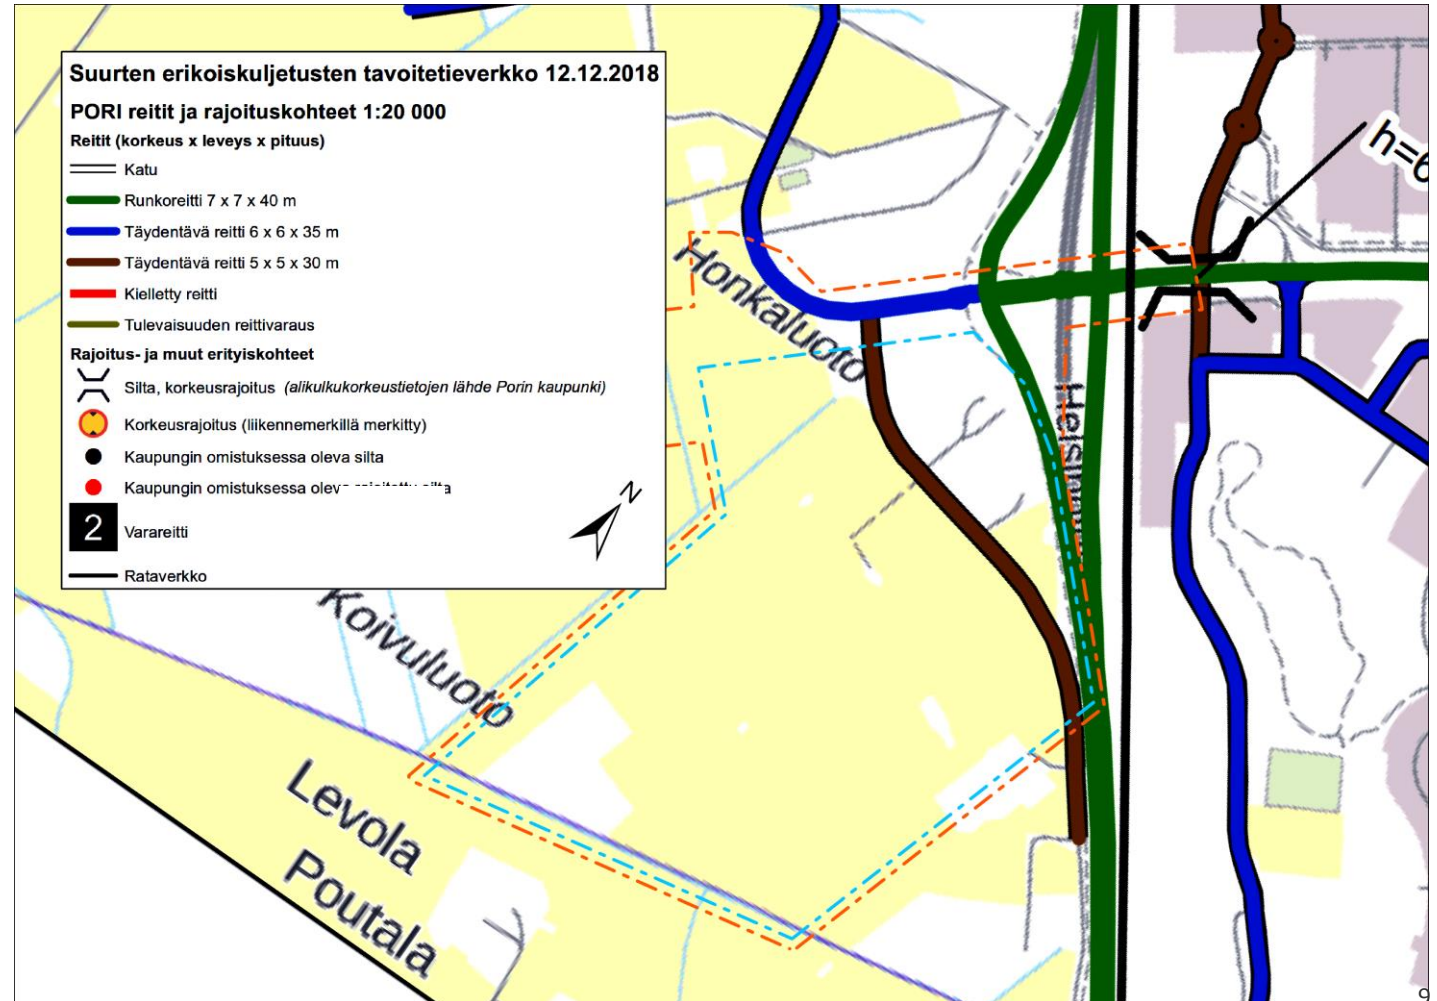 Suurten erikoiskuljetusten tavoitetieverkko 12.12.2018
PORI reitit ja rajoituskohteet 1:20 000
Reitit (korkeus x leveys x pituus)
Katu
Runkoreitti 7 x 7 x 40 m
Täydentävä reitti 6 x 6 x 35 m
Täydentävä reitti 5 x 5 x 30 m
Kielletty reitti
Tulevaisuuden reittivaraus
Rajoitus- ja muut erityiskohteet
Silta, korkeusrajoitus (alikulkukorkeustietojen lähde Porin kaupunki)
Korkeusrajoitus (liikennemerkillä merkitty)
Kaupungin omistuksessa oleva silta
Kaupungin omistuksessa oleva
2 Varareitti
Rataverkko
N
h=6
Honkaluoto
Koivuluoto
Levola
Poutala
9